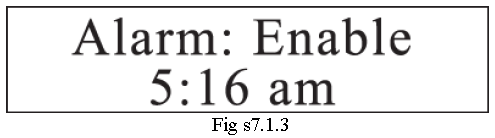 Alarm: Enable
5:16 am
Fig s7.1.3